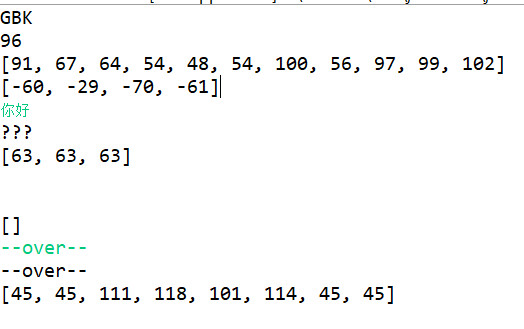 GBK
96
[91, 67, 64, 54, 48, 54, 100, 56, 97, 99, 102]
[-60, -29, -70, -61]
你好
???
[63, 63, 63]
[]
--over--
--over--
[45, 45, 111, 118, 101, 114, 45, 45]